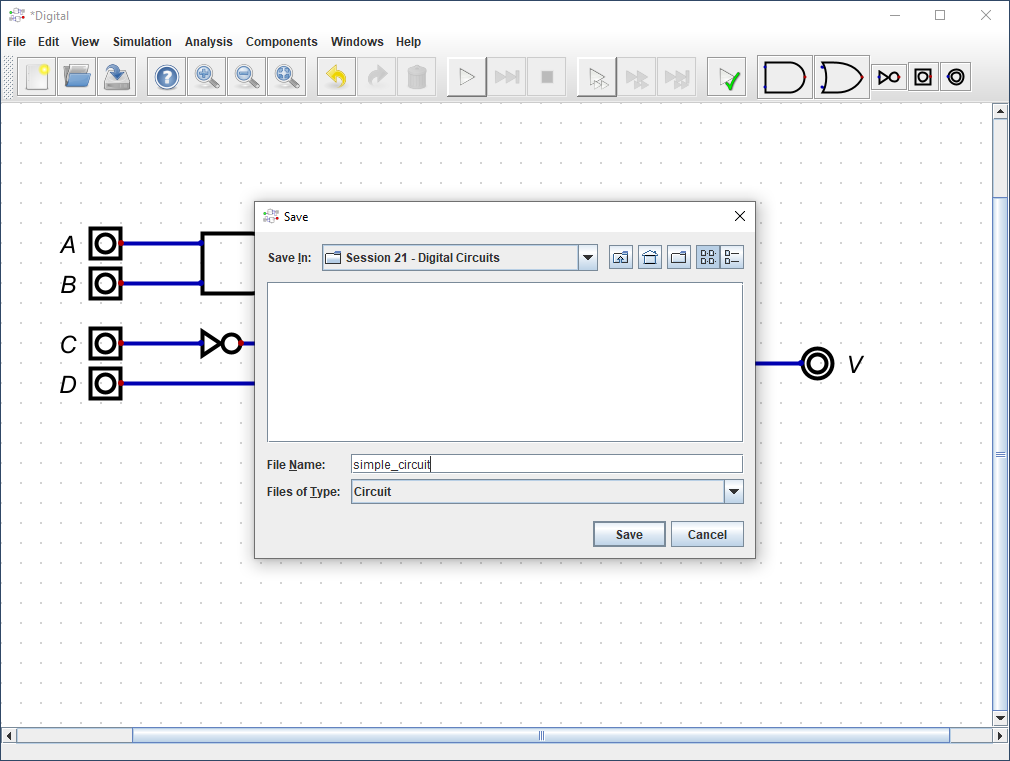 *Digital
File Edit View Simulation Analysis Components Windows Help
Save
Save In: Session 21 - Digital Circuits
A
B
C
D
V
File Name: simple_circuit
Files of Type: Circuit
Save Cancel